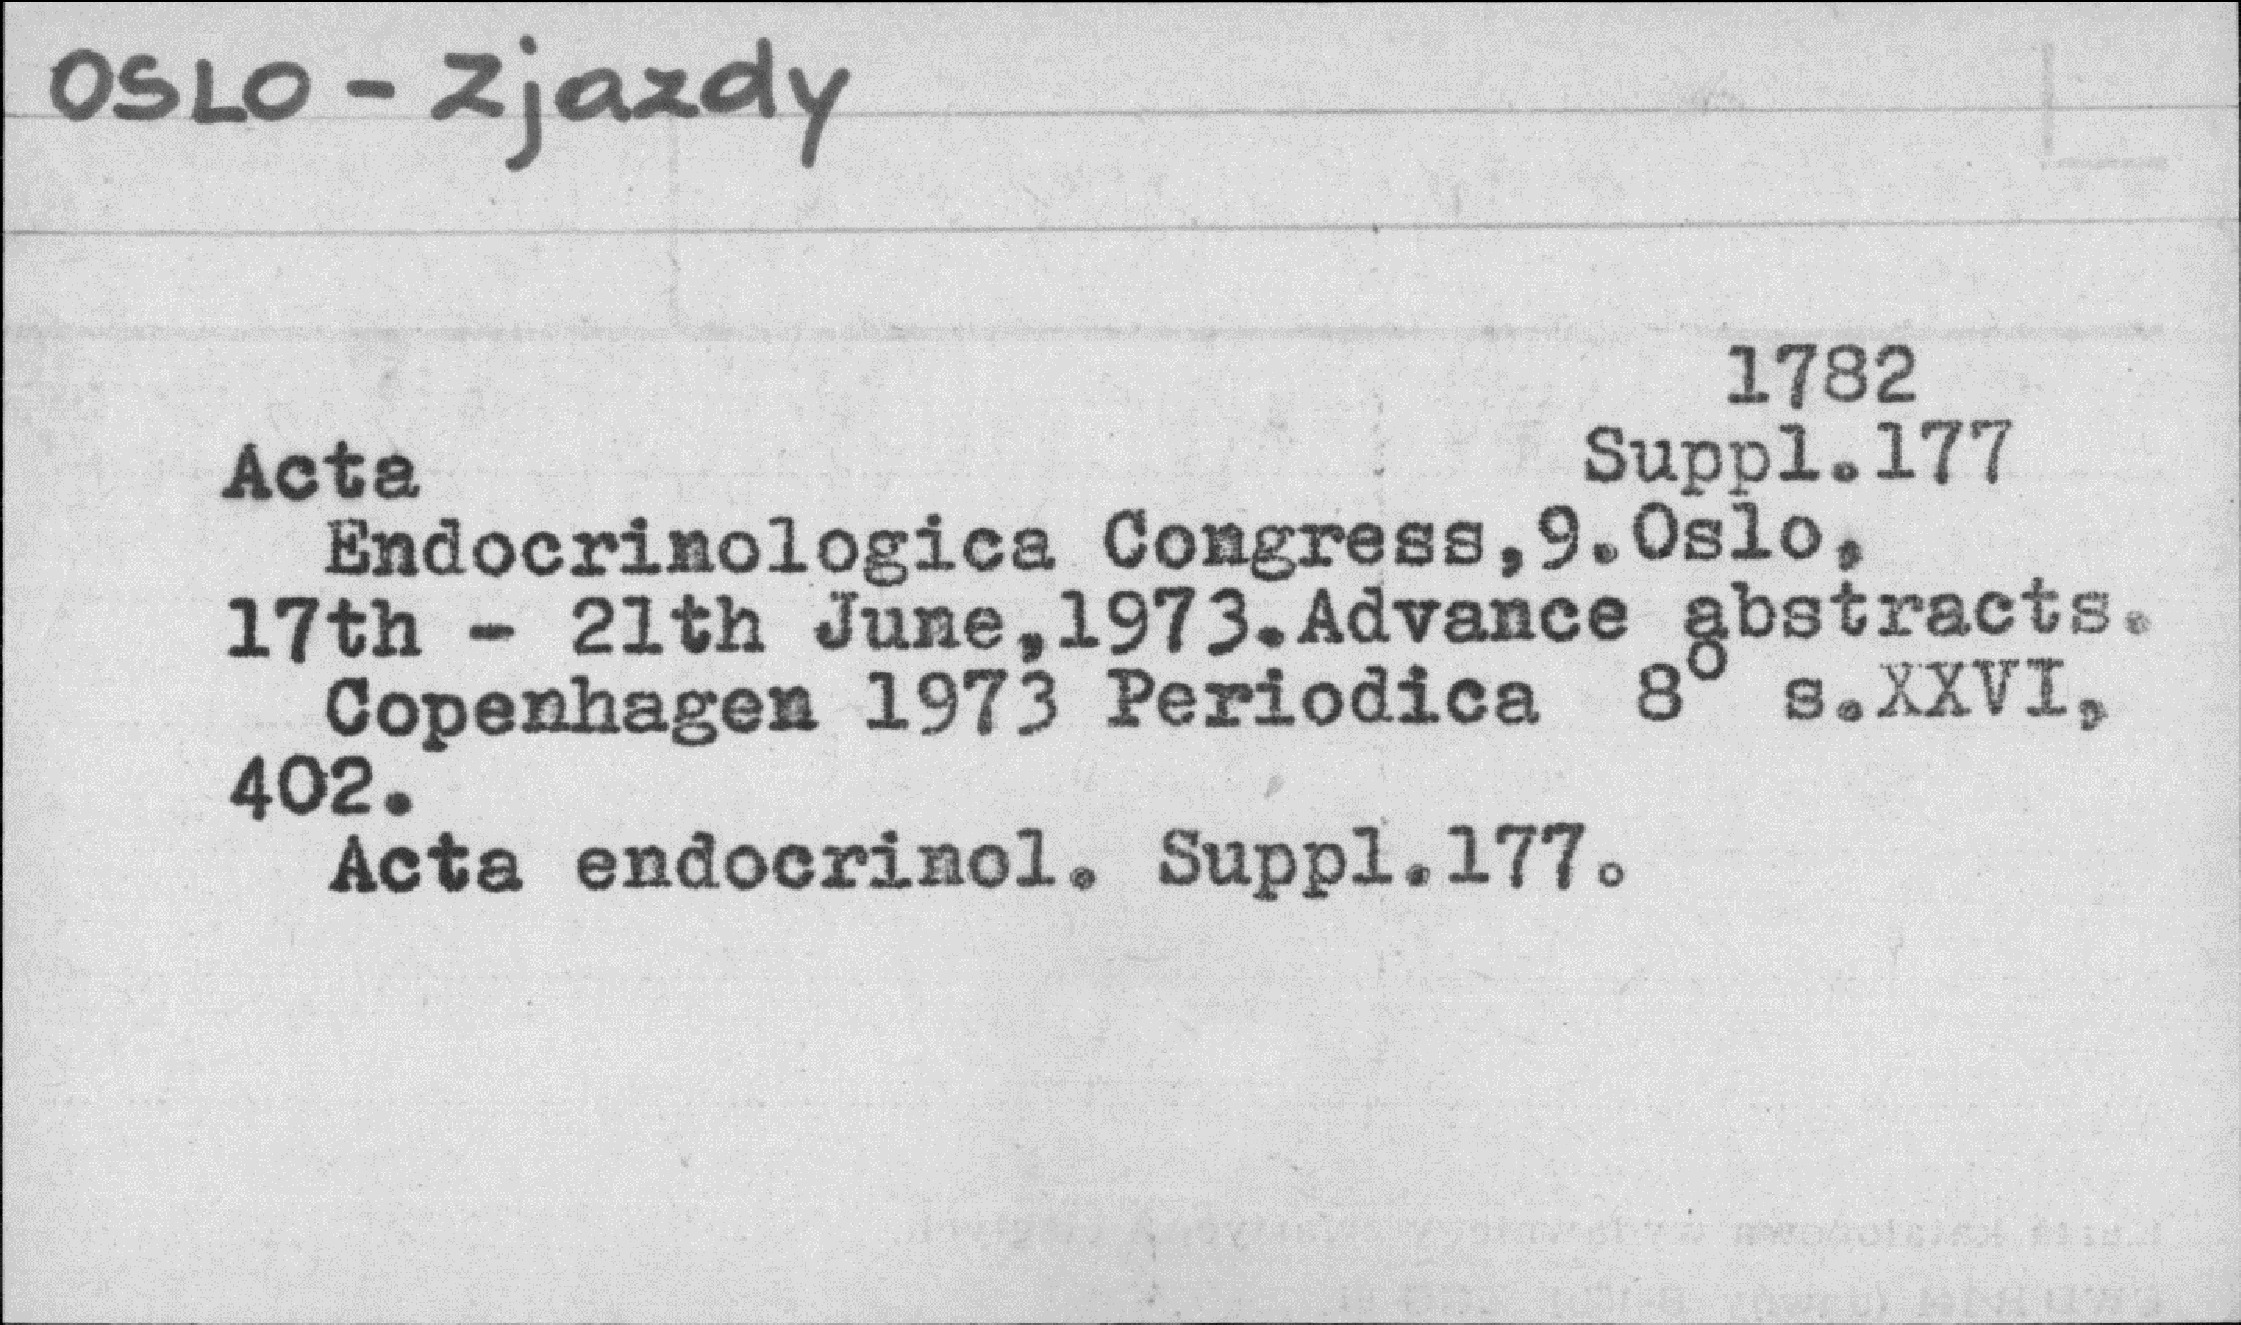 OSLO - Zjazdy
1782
Suppl.177
Acta
Endocrinologica Congress,9.Oslo,
17th - 21th June,1973.Advance abstracts.
Copenhagen 1973 Periodica 8° s.XXVI,
402.
Acta endocrinol. Suppl.177.